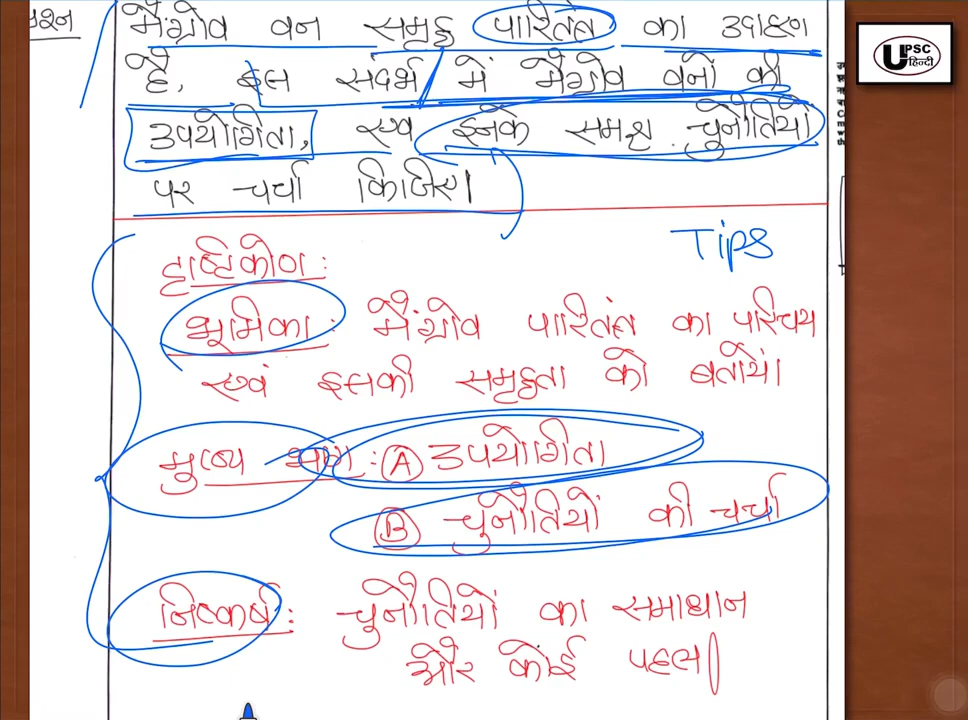 प्रश्न
मैंग्रोव वन समृद्ध पारितंत्र का उदाहरण
है, इस संदर्भ में मैंग्रोव वनों की
उपयोगिता, एवं इनके समक्ष चुनौतियों
पर चर्चा किजिए।
Tips
दृष्टिकोण:
भूमिका: मैंग्रोव पारितंत्र का परिचय
एवं इसकी समृद्धता को बतायें।
मुख्य भाग: (A) उपयोगिता
(B) चुनौतियों की चर्चा
निष्कर्ष: चुनौतियों का समाधान
और कोई पहल।
UPSC
हिन्दी